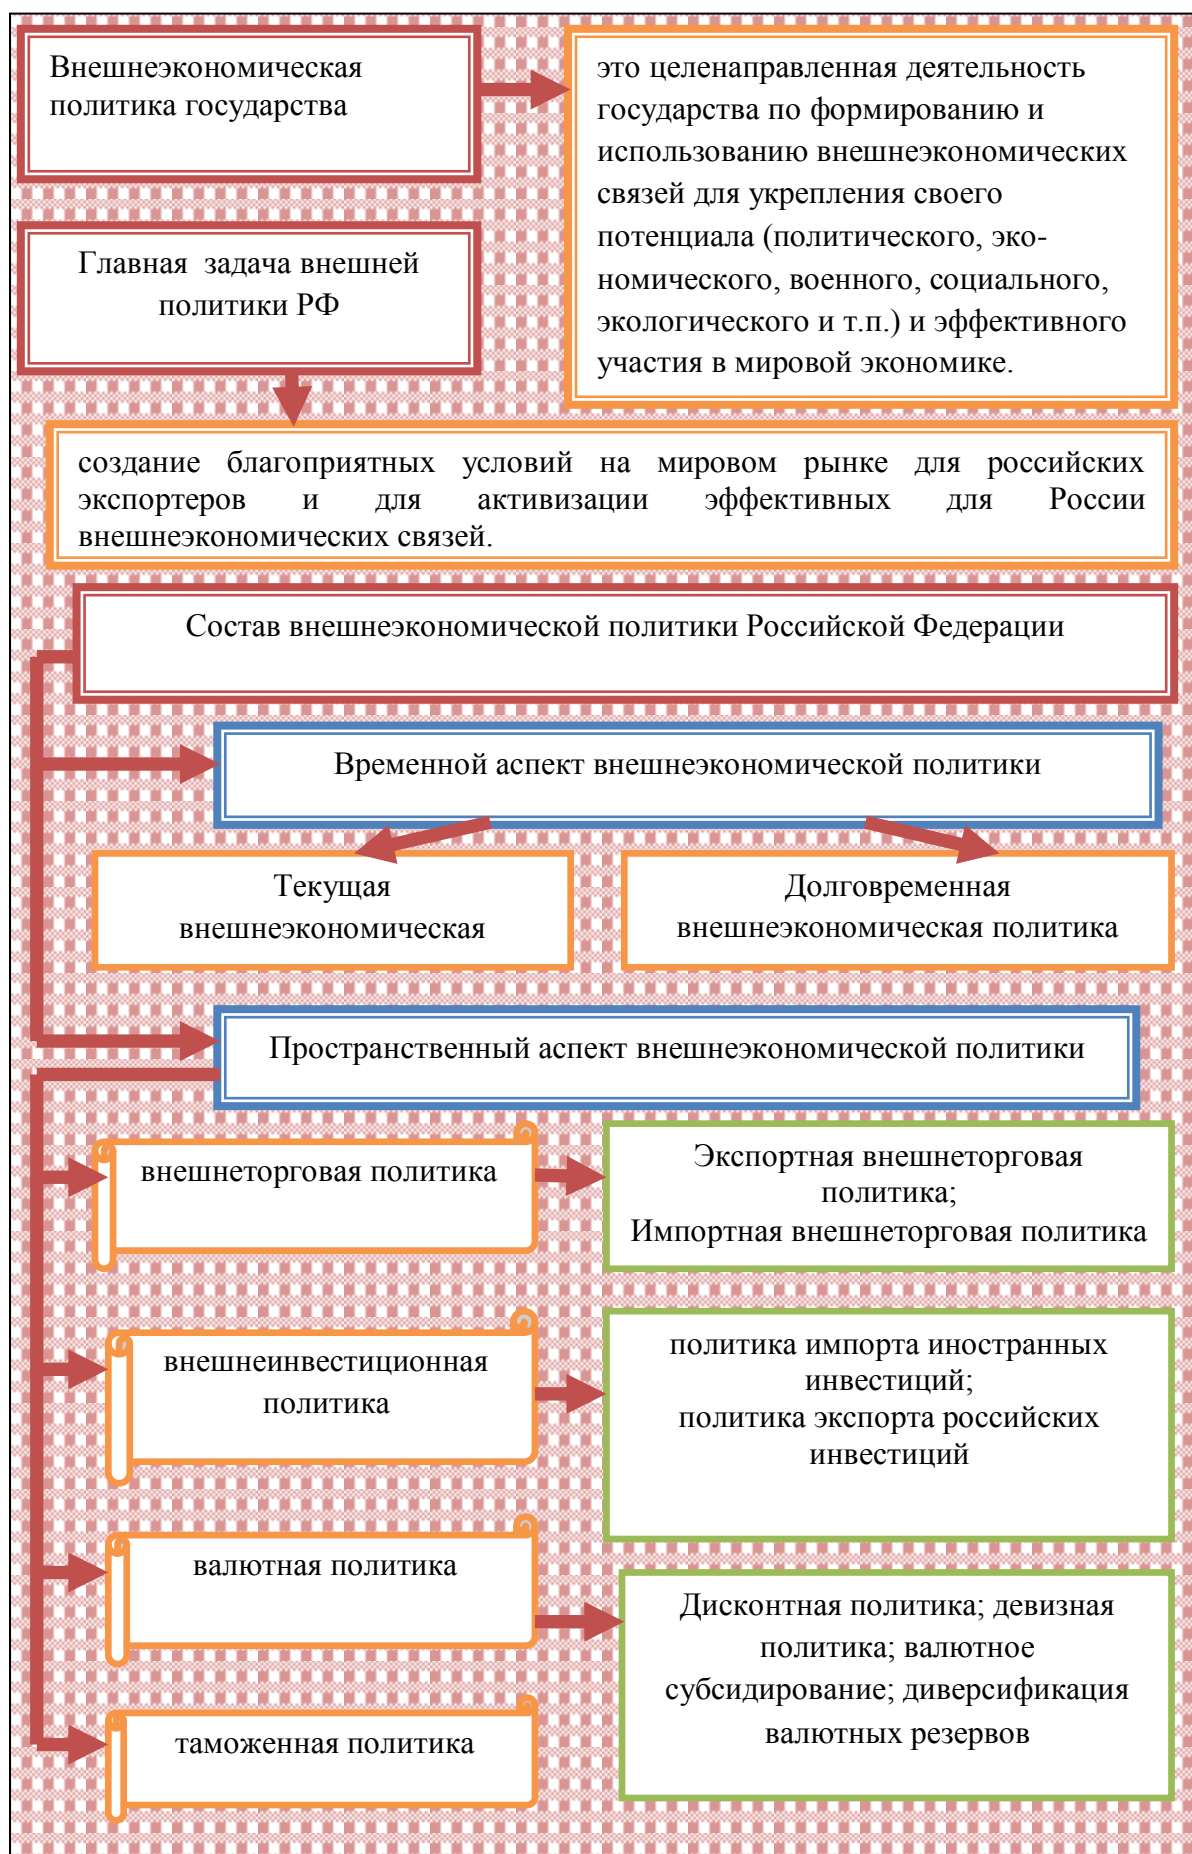 Внешнеэкономическая
политика государства
это целенаправленная деятельность
государства по формированию и
использованию внешнеэкономических
связей для укрепления своего
потенциала (политического, эко-
номического, военного, социального,
экологического и т.п.) и эффективного
участия в мировой экономике.
Главная задача внешней
политики РФ
создание благоприятных условий на мировом рынке для российских
экспортеров и для активизации эффективных для России
внешнеэкономических связей.
Состав внешнеэкономической политики Российской Федерации
Временной аспект внешнеэкономической политики
Текущая
внешнеэкономическая
Долговременная
внешнеэкономическая политика
Пространственный аспект внешнеэкономической политики
внешнеторговая политика
Экспортная внешнеторговая
политика;
Импортная внешнеторговая политика
внешнеинвестиционная
политика
политика импорта иностранных
инвестиций;
политика экспорта российских
инвестиций
валютная политика
Дисконтная политика; девизная
политика; валютное
субсидирование; диверсификация
валютных резервов
таможенная политика